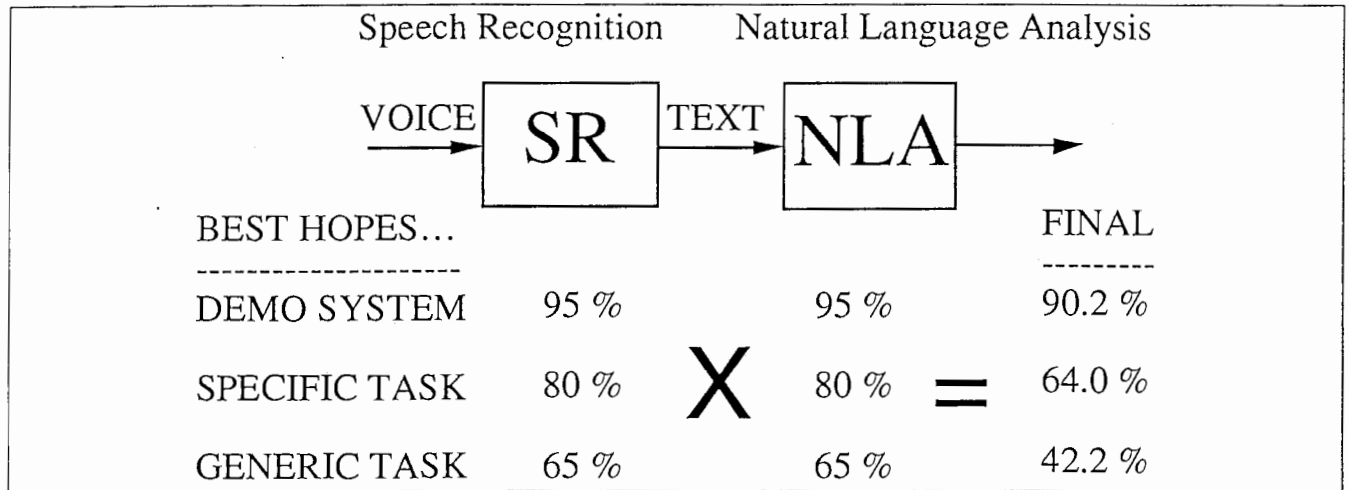 Speech Recognition Natural Language Analysis
VOICE SR TEXT NLA
BEST HOPES... FINAL
-------------------- ---------
DEMO SYSTEM 95 % 95 % 90.2 %
SPECIFIC TASK 80 % X 80 % = 64.0 %
GENERIC TASK 65 % 65 % 42.2 %